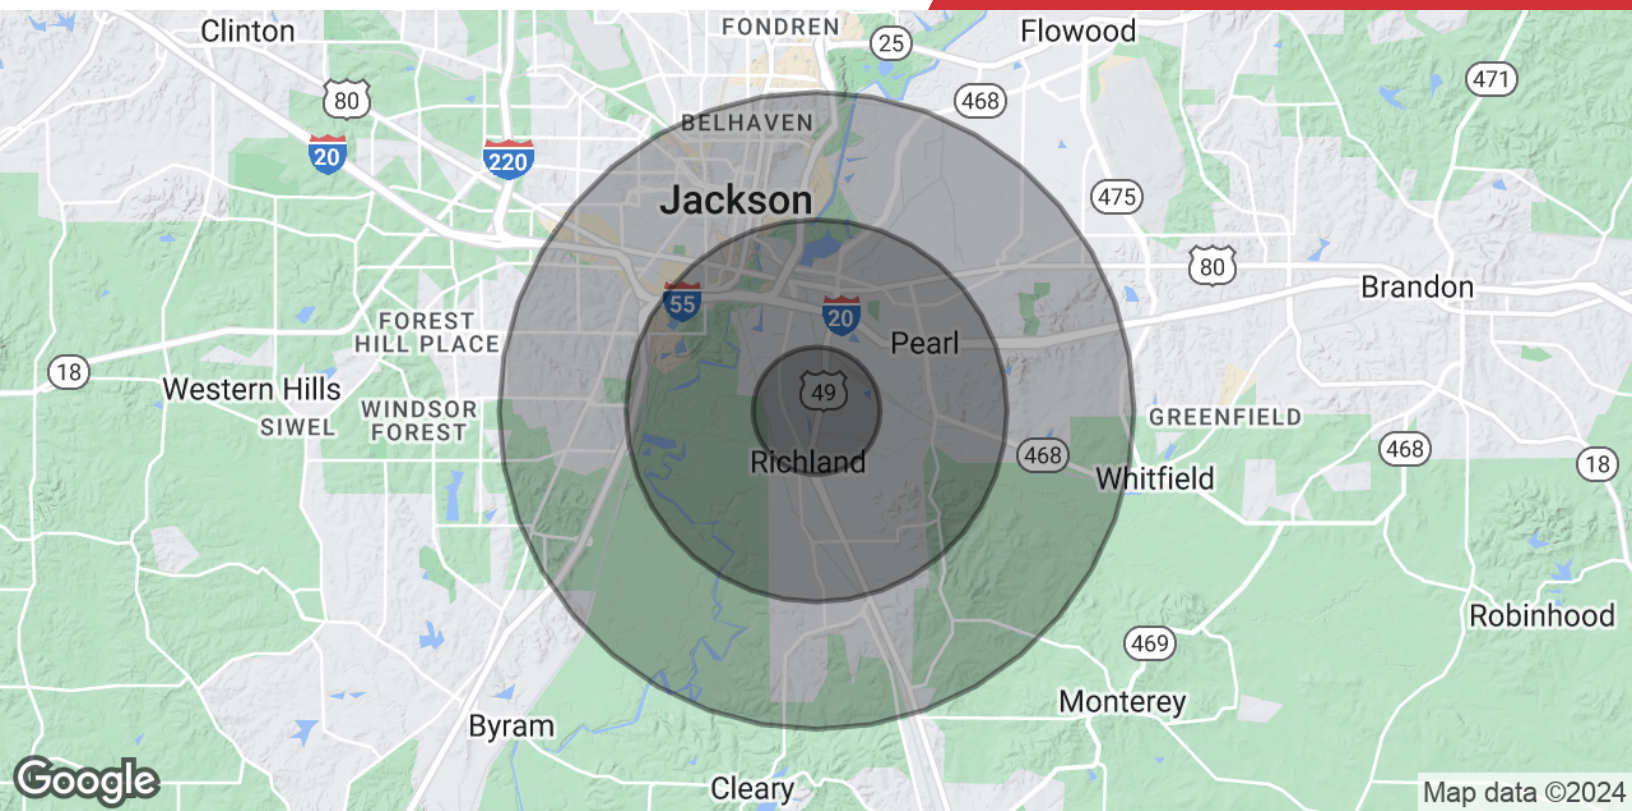 Clinton
FONDREN
Flowood
25
471
80
468
BELHAVEN
20
220
475
Jackson
80
Brandon
55
20
FOREST
HILL PLACE
Pearl
18
Western Hills
49
WINDSOR
FOREST
SIWEL
GREENFIELD
468
468
Richland
18
Whitfield
Robinhood
469
Monterey
Byram
Google
Cleary
Map data ©2024